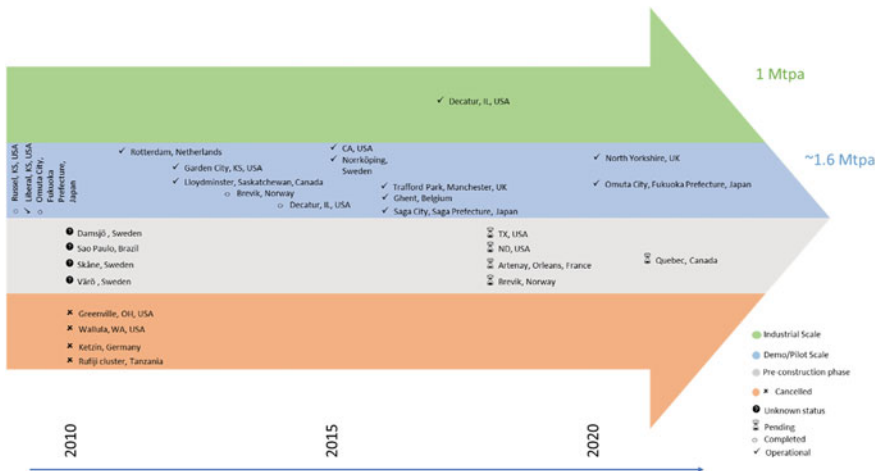 1 Mtpa
✓ Decatur, IL, USA
~1.6 Mtpa
○ Russel, KS, USA
✓ Liberal, KS, USA
○ Omuta City,
Fukuoka
Prefecture,
Japan
✓ Rotterdam, Netherlands
✓ Garden City, KS, USA
✓ Lloydminster, Saskatchewan, Canada
○ Brevik, Norway
○ Decatur, IL, USA
✓ CA, USA
✓ Norrköping,
Sweden
✓ Trafford Park, Manchester, UK
✓ Ghent, Belgium
✓ Saga City, Saga Prefecture, Japan
✓ North Yorkshire, UK
✓ Omuta City, Fukuoka Prefecture, Japan
? Damsjö , Sweden
? Sao Paulo, Brazil
? Skåne, Sweden
? Värö , Sweden
TX, USA
ND, USA
Artenay, Orleans, France
Brevik, Norway
Quebec, Canada
× Greenville, OH, USA
× Wallula, WA, USA
× Ketzin, Germany
× Rufiji cluster, Tanzania
Industrial Scale
Demo/Pilot Scale
Pre-construction phase
× Cancelled
? Unknown status
Pending
○ Completed
✓ Operational
2010
2015
2020